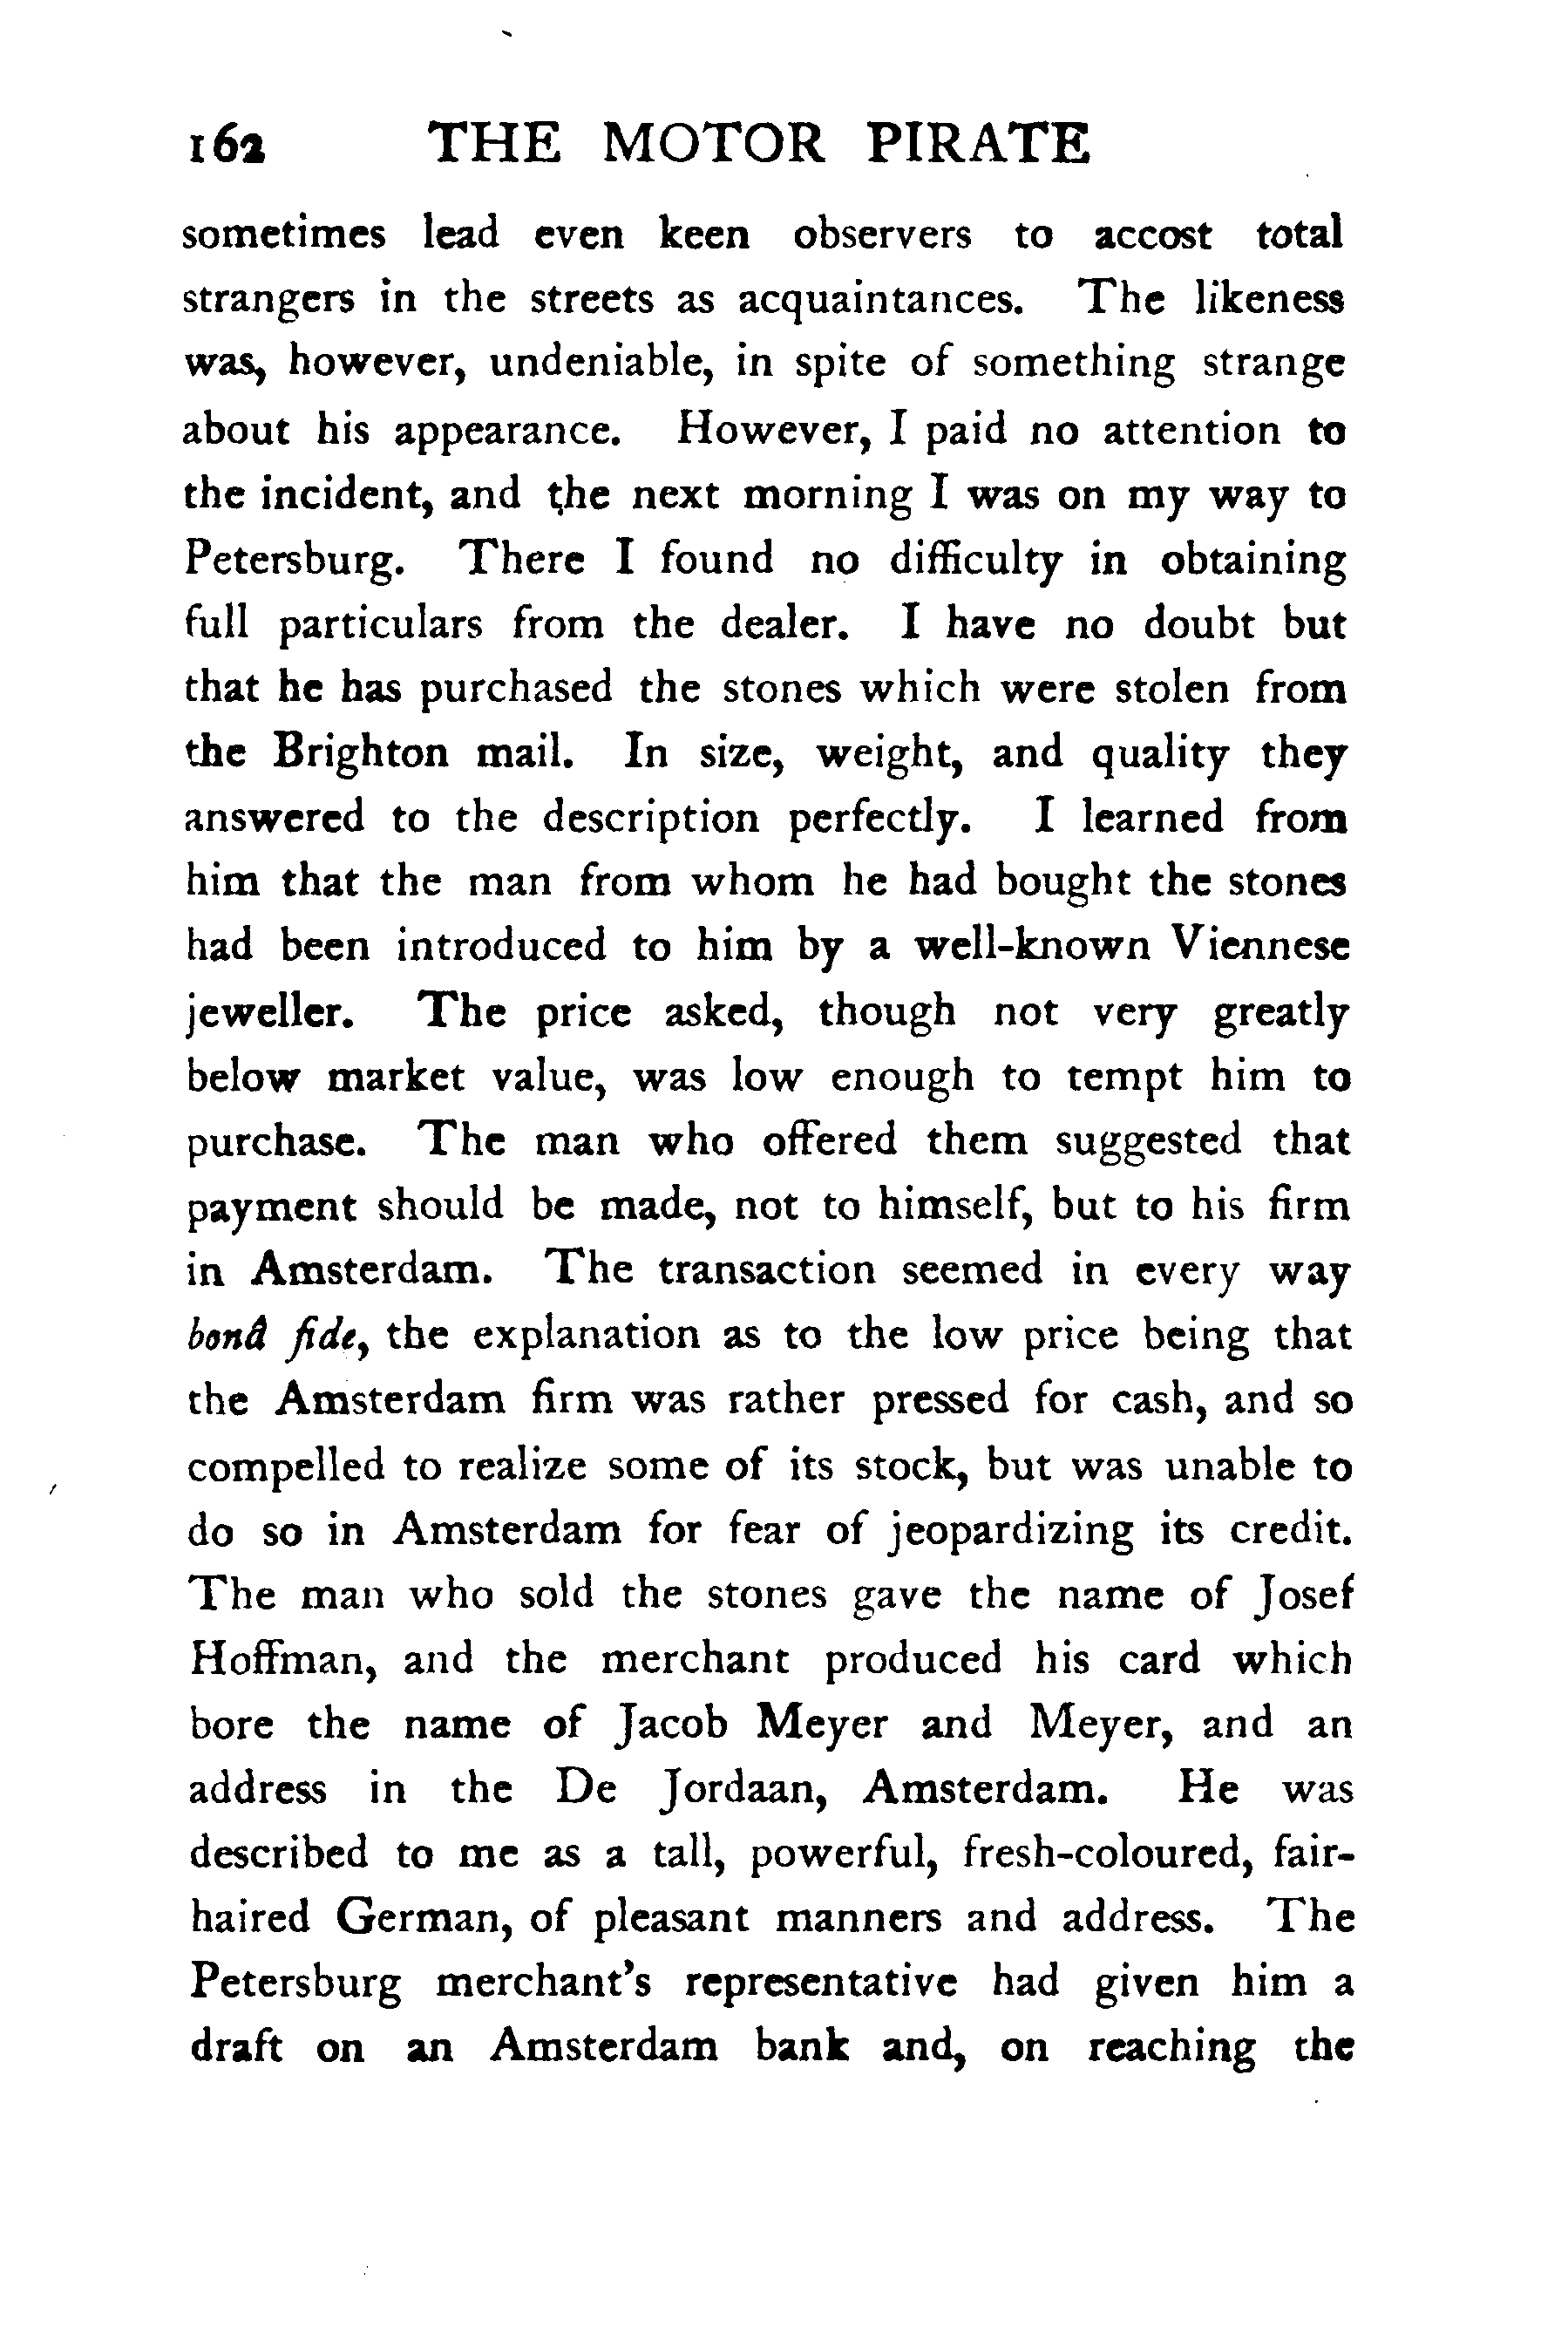 162 THE MOTOR PIRATE
sometimes lead even keen observers to accost total
strangers in the streets as acquaintances. The likeness
was, however, undeniable, in spite of something strange
about his appearance. However, I paid no attention to
the incident, and the next morning I was on my way to
Petersburg. There I found no difficulty in obtaining
full particulars from the dealer. I have no doubt but
that he has purchased the stones which were stolen from
the Brighton mail. In size, weight, and quality they
answered to the description perfectly. I learned from
him that the man from whom he had bought the stones
had been introduced to him by a well-known Viennese
jeweller. The price asked, though not very greatly
below market value, was low enough to tempt him to
purchase. The man who offered them suggested that
payment should be made, not to himself, but to his firm
in Amsterdam. The transaction seemed in every way
bonâ fide, the explanation as to the low price being that
the Amsterdam firm was rather pressed for cash, and so
compelled to realize some of its stock, but was unable to
do so in Amsterdam for fear of jeopardizing its credit.
The man who sold the stones gave the name of Josef
Hoffman, and the merchant produced his card which
bore the name of Jacob Meyer and Meyer, and an
address in the De Jordaan, Amsterdam. He was
described to me as a tall, powerful, fresh-coloured, fair-
haired German, of pleasant manners and address. The
Petersburg merchant's representative had given him a
draft on an Amsterdam bank and, on reaching the